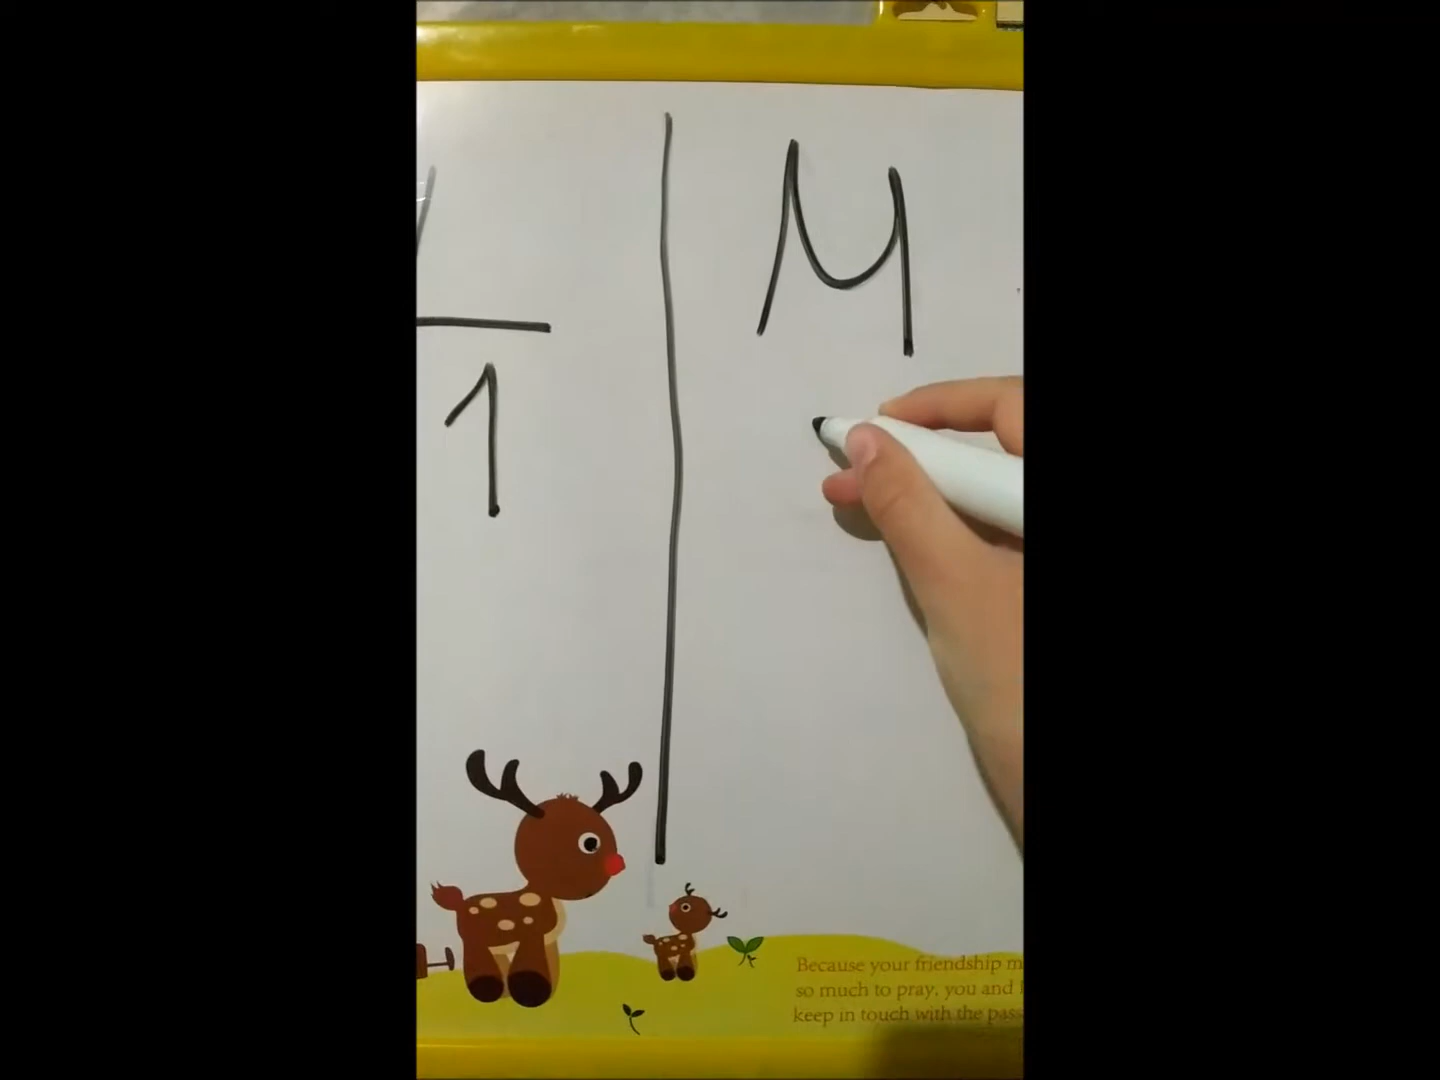 M
1
Because your friendship m
so much to pray, you and I
keep in touch with the pas